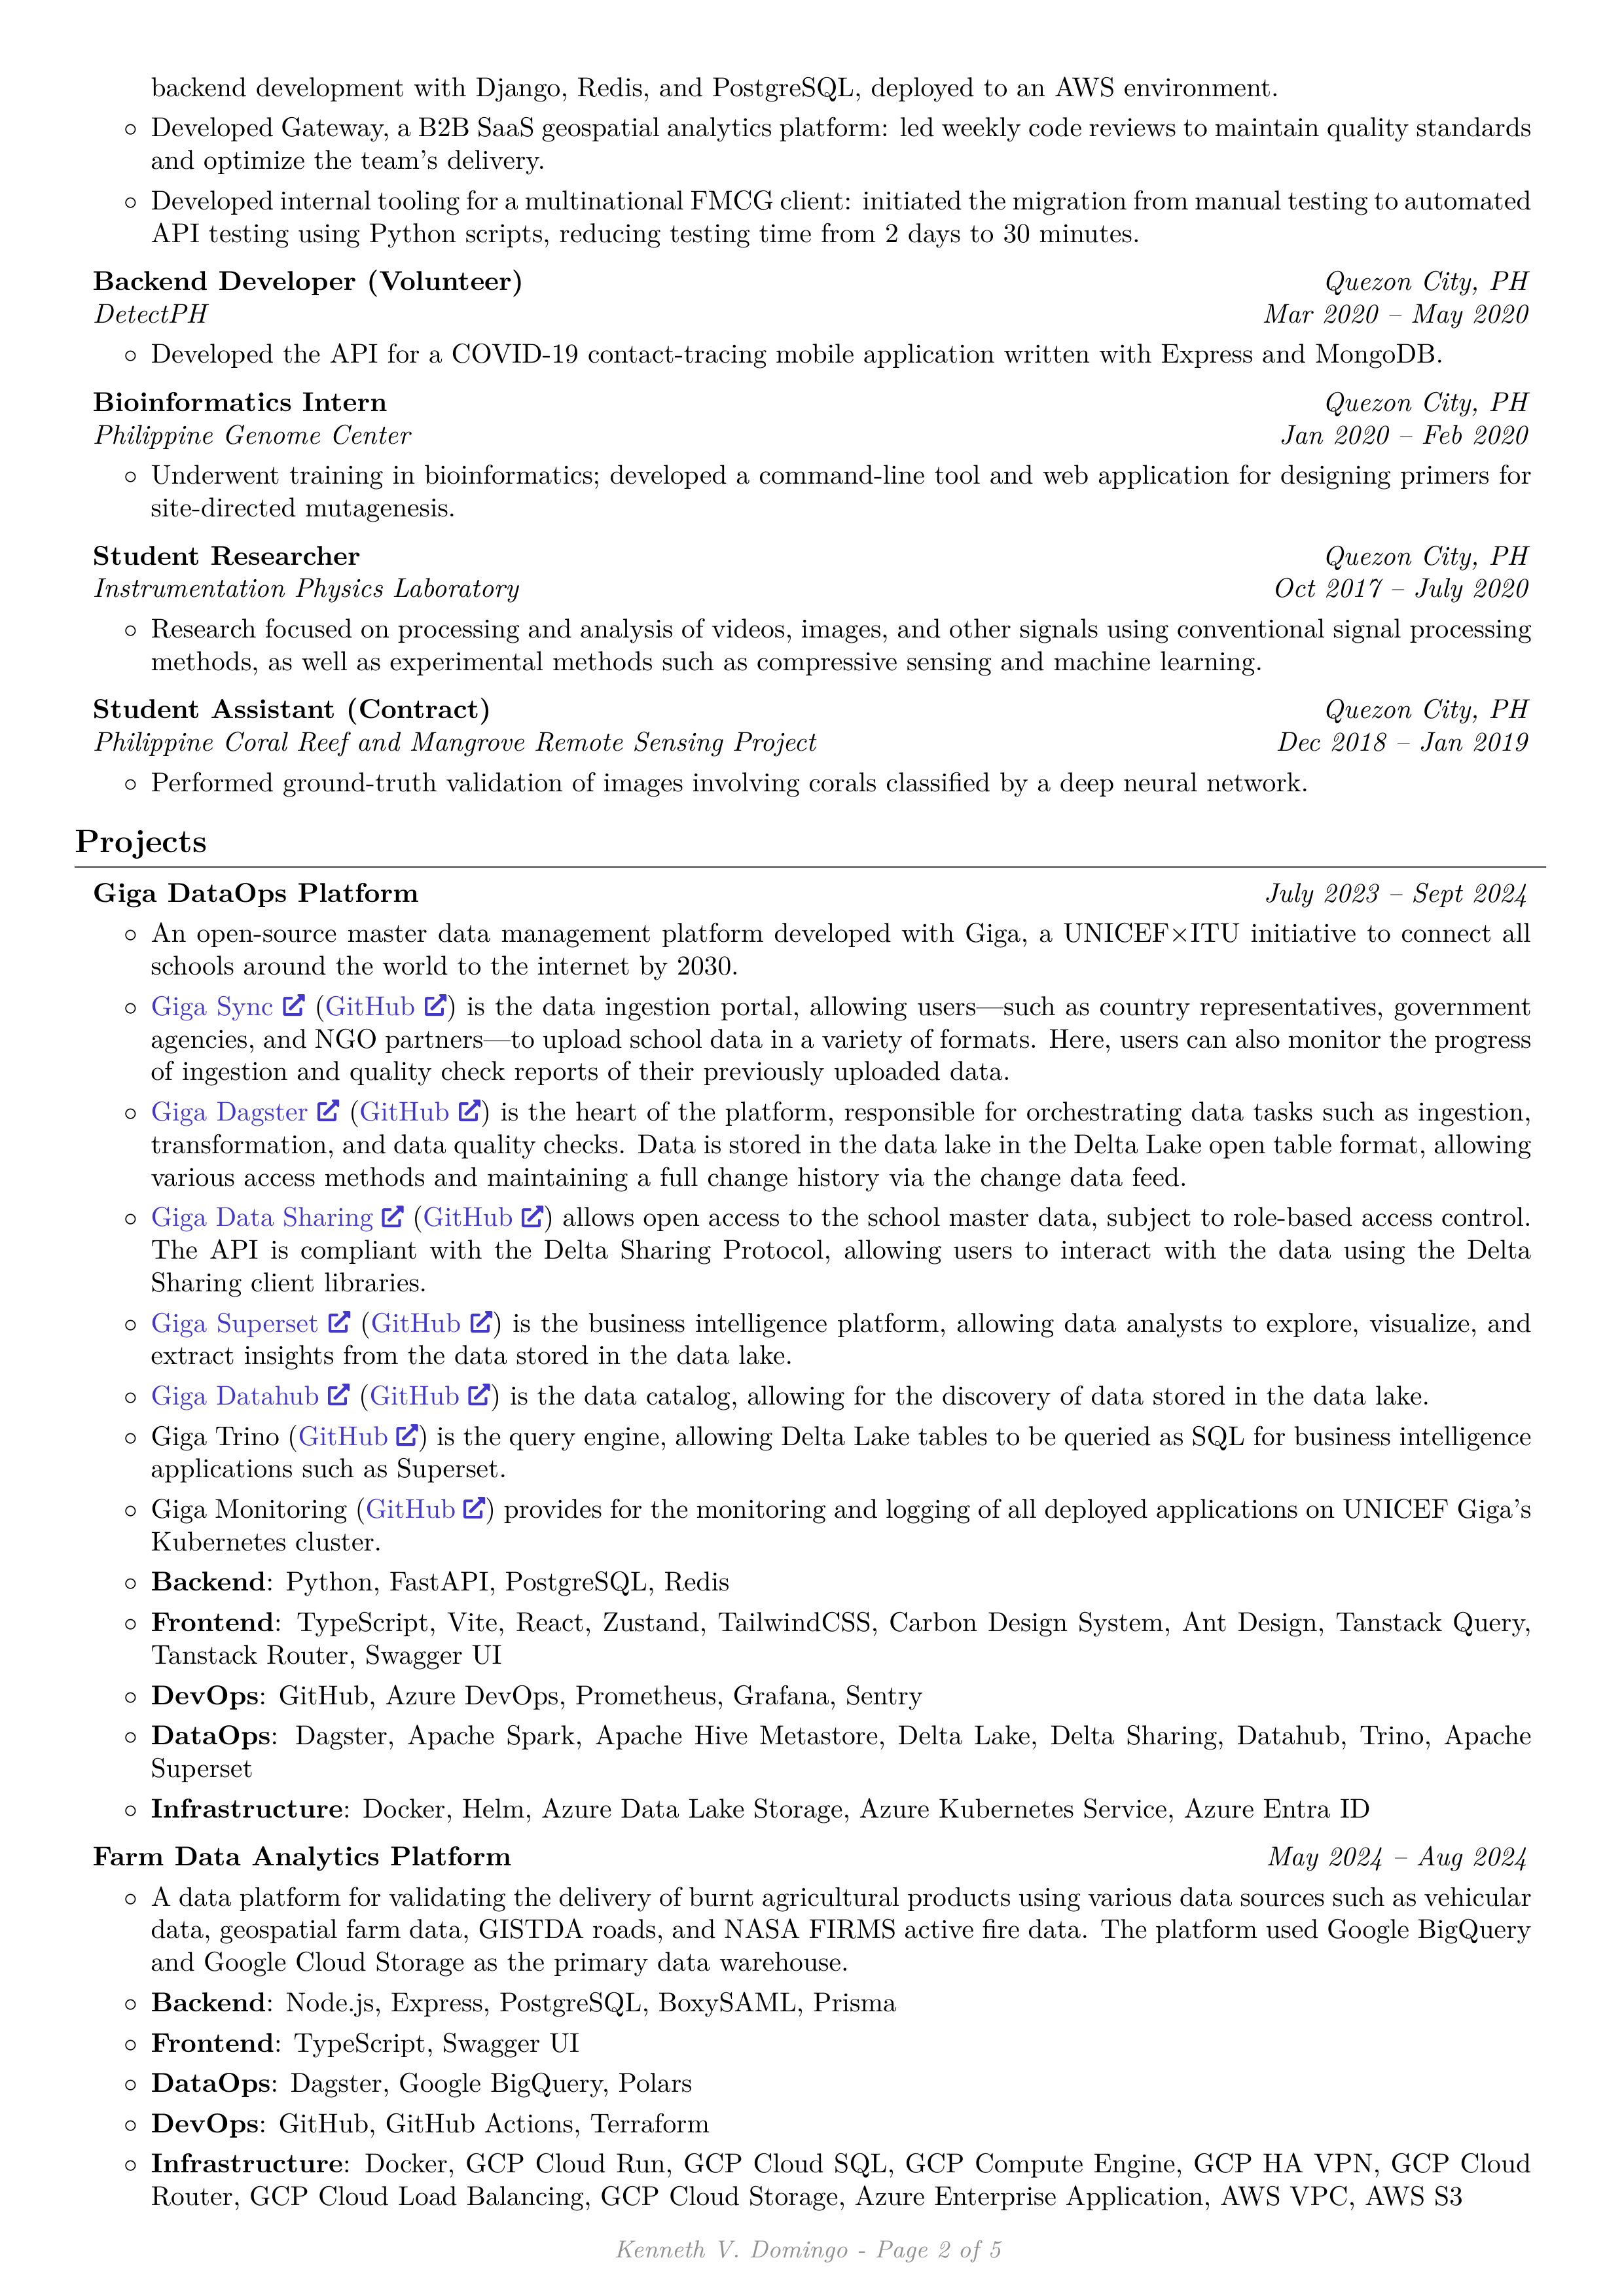 backend development with Django, Redis, and PostgreSQL, deployed to an AWS environment.
◦ Developed Gateway, a B2B SaaS geospatial analytics platform: led weekly code reviews to maintain quality standards
and optimize the team's delivery.
◦ Developed internal tooling for a multinational FMCG client: initiated the migration from manual testing to automated
API testing using Python scripts, reducing testing time from 2 days to 30 minutes.
Backend Developer (Volunteer) Quezon City, PH
DetectPH Mar 2020 – May 2020
◦ Developed the API for a COVID-19 contact-tracing mobile application written with Express and MongoDB.
Bioinformatics Intern Quezon City, PH
Philippine Genome Center Jan 2020 – Feb 2020
◦ Underwent training in bioinformatics; developed a command-line tool and web application for designing primers for
site-directed mutagenesis.
Student Researcher Quezon City, PH
Instrumentation Physics Laboratory Oct 2017 – July 2020
◦ Research focused on processing and analysis of videos, images, and other signals using conventional signal processing
methods, as well as experimental methods such as compressive sensing and machine learning.
Student Assistant (Contract) Quezon City, PH
Philippine Coral Reef and Mangrove Remote Sensing Project Dec 2018 – Jan 2019
◦ Performed ground-truth validation of images involving corals classified by a deep neural network.
Projects
Giga DataOps Platform July 2023 – Sept 2024
◦ An open-source master data management platform developed with Giga, a UNICEF×ITU initiative to connect all
schools around the world to the internet by 2030.
◦ Giga Sync (GitHub) is the data ingestion portal, allowing users—such as country representatives, government
agencies, and NGO partners—to upload school data in a variety of formats. Here, users can also monitor the progress
of ingestion and quality check reports of their previously uploaded data.
◦ Giga Dagster (GitHub) is the heart of the platform, responsible for orchestrating data tasks such as ingestion,
transformation, and data quality checks. Data is stored in the data lake in the Delta Lake open table format, allowing
various access methods and maintaining a full change history via the change data feed.
◦ Giga Data Sharing (GitHub) allows open access to the school master data, subject to role-based access control.
The API is compliant with the Delta Sharing Protocol, allowing users to interact with the data using the Delta
Sharing client libraries.
◦ Giga Superset (GitHub) is the business intelligence platform, allowing data analysts to explore, visualize, and
extract insights from the data stored in the data lake.
◦ Giga Datahub (GitHub) is the data catalog, allowing for the discovery of data stored in the data lake.
◦ Giga Trino (GitHub) is the query engine, allowing Delta Lake tables to be queried as SQL for business intelligence
applications such as Superset.
◦ Giga Monitoring (GitHub) provides for the monitoring and logging of all deployed applications on UNICEF Giga's
Kubernetes cluster.
◦ Backend: Python, FastAPI, PostgreSQL, Redis
◦ Frontend: TypeScript, Vite, React, Zustand, TailwindCSS, Carbon Design System, Ant Design, Tanstack Query,
Tanstack Router, Swagger UI
◦ DevOps: GitHub, Azure DevOps, Prometheus, Grafana, Sentry
◦ DataOps: Dagster, Apache Spark, Apache Hive Metastore, Delta Lake, Delta Sharing, Datahub, Trino, Apache
Superset
◦ Infrastructure: Docker, Helm, Azure Data Lake Storage, Azure Kubernetes Service, Azure Entra ID
Farm Data Analytics Platform May 2024 – Aug 2024
◦ A data platform for validating the delivery of burnt agricultural products using various data sources such as vehicular
data, geospatial farm data, GISTDA roads, and NASA FIRMS active fire data. The platform used Google BigQuery
and Google Cloud Storage as the primary data warehouse.
◦ Backend: Node.js, Express, PostgreSQL, BoxySAML, Prisma
◦ Frontend: TypeScript, Swagger UI
◦ DataOps: Dagster, Google BigQuery, Polars
◦ DevOps: GitHub, GitHub Actions, Terraform
◦ Infrastructure: Docker, GCP Cloud Run, GCP Cloud SQL, GCP Compute Engine, GCP HA VPN, GCP Cloud
Router, GCP Cloud Load Balancing, GCP Cloud Storage, Azure Enterprise Application, AWS VPC, AWS S3
Kenneth V. Domingo - Page 2 of 5